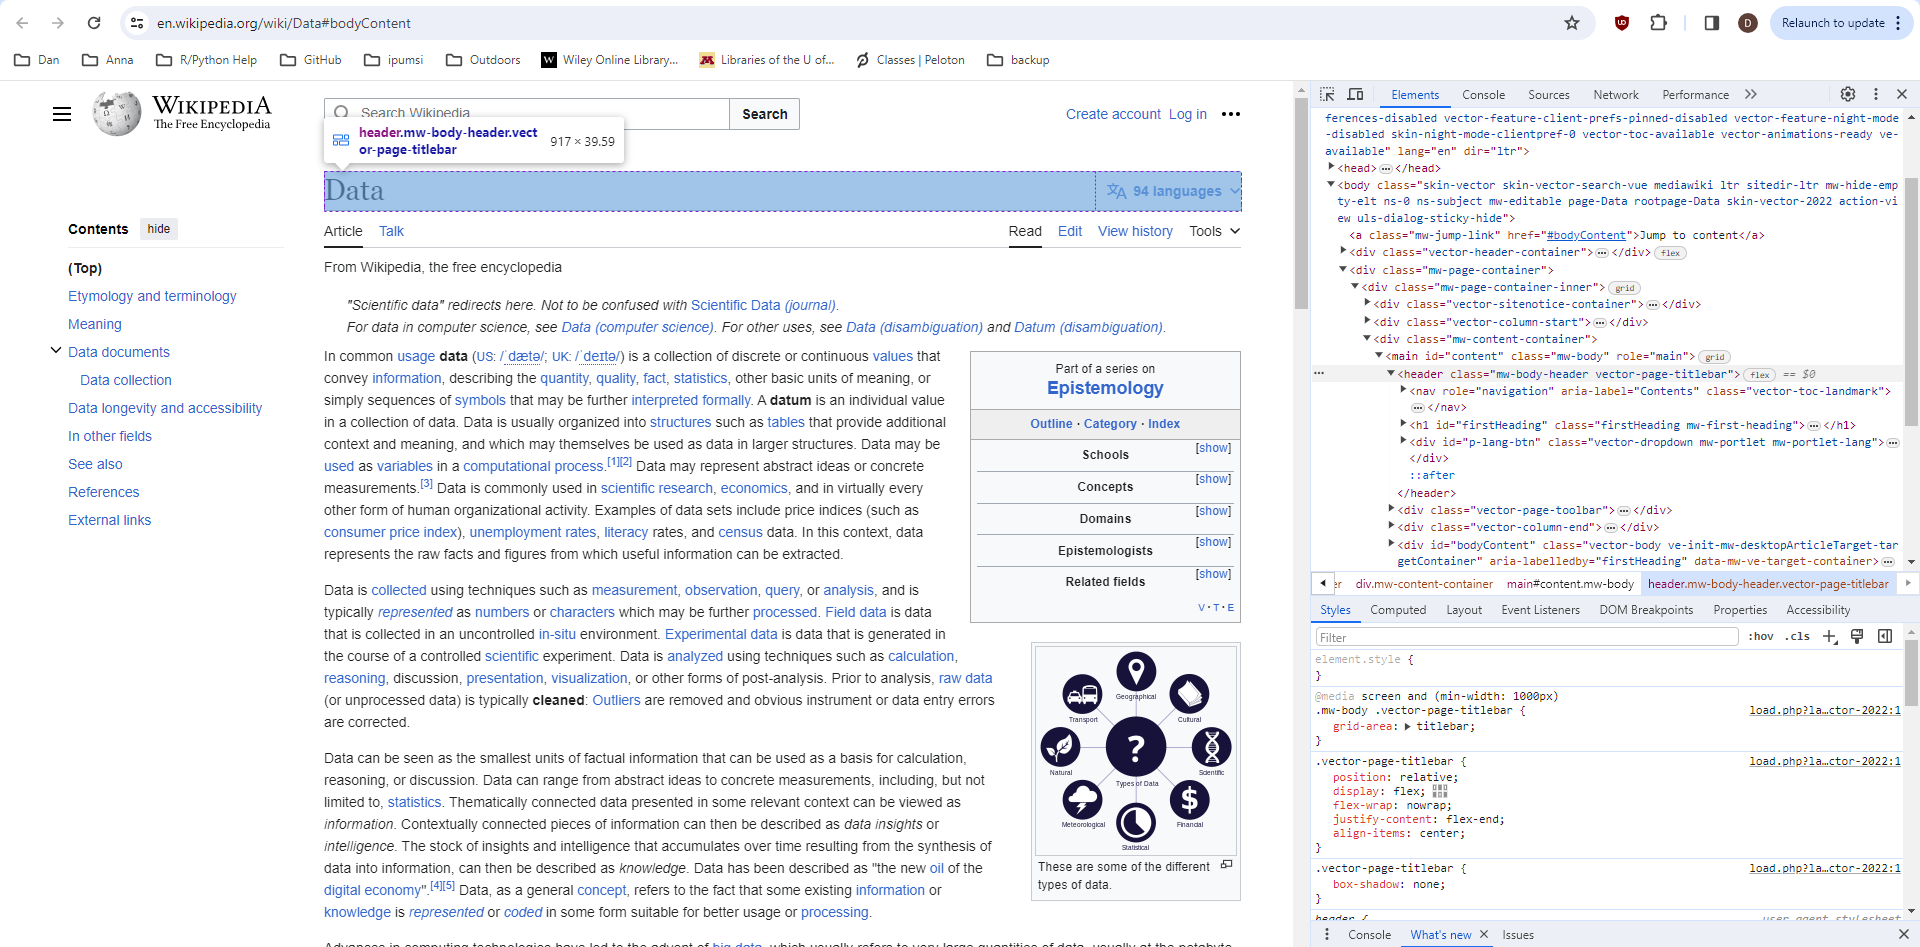 en.wikipedia.org/wiki/Data#bodyContent
Relaunch to update
Dan
Anna
R/Python Help
GitHub
ipumsi
Outdoors
Wiley Online Library...
Libraries of the U of...
Classes | Peloton
backup
WIKIPEDIA
The Free Encyclopedia
Search Wikipedia
Search
Create account
Log in
header.mw-body-header.vect
or-page-titlebar
917 × 39.59
Data
94 languages
Contents
hide
(Top)
Etymology and terminology
Meaning
Data documents
Data collection
Data longevity and accessibility
In other fields
See also
References
External links
Article
Talk
Read
Edit
View history
Tools
From Wikipedia, the free encyclopedia
"Scientific data" redirects here. Not to be confused with Scientific Data (journal).
For data in computer science, see Data (computer science). For other uses, see Data (disambiguation) and Datum (disambiguation).
In common usage data (US: /ˈdætə/; UK: /ˈdeɪtə/) is a collection of discrete or continuous values that
convey information, describing the quantity, quality, fact, statistics, other basic units of meaning, or
simply sequences of symbols that may be further interpreted formally. A datum is an individual value
in a collection of data. Data is usually organized into structures such as tables that provide additional
context and meaning, and which may themselves be used as data in larger structures. Data may be
used as variables in a computational process.[1][2] Data may represent abstract ideas or concrete
measurements.[3] Data is commonly used in scientific research, economics, and in virtually every
other form of human organizational activity. Examples of data sets include price indices (such as
consumer price index), unemployment rates, literacy rates, and census data. In this context, data
represents the raw facts and figures from which useful information can be extracted.
Data is collected using techniques such as measurement, observation, query, or analysis, and is
typically represented as numbers or characters which may be further processed. Field data is data
that is collected in an uncontrolled in-situ environment. Experimental data is data that is generated in
the course of a controlled scientific experiment. Data is analyzed using techniques such as calculation,
reasoning, discussion, presentation, visualization, or other forms of post-analysis. Prior to analysis, raw data
(or unprocessed data) is typically cleaned: Outliers are removed and obvious instrument or data entry errors
are corrected.
Data can be seen as the smallest units of factual information that can be used as a basis for calculation,
reasoning, or discussion. Data can range from abstract ideas to concrete measurements, including, but not
limited to, statistics. Thematically connected data presented in some relevant context can be viewed as
information. Contextually connected pieces of information can then be described as data insights or
intelligence. The stock of insights and intelligence that accumulates over time resulting from the synthesis of
data into information, can then be described as knowledge. Data has been described as "the new oil of the
digital economy".[4][5] Data, as a general concept, refers to the fact that some existing information or
knowledge is represented or coded in some form suitable for better usage or processing.
Advances in computing technologies have led to the advent of big data, which usually refers to very large quantities of data, usually at the petabyte
Part of a series on
Epistemology
Outline · Category · Index
Schools [show]
Concepts [show]
Domains [show]
Epistemologists [show]
Related fields [show]
V · T · E
Geographical
Transport
Cultural
?
Natural
Scientific
Types of Data
$
Meteorological
Financial
Statistical
These are some of the different
types of data.
Elements
Console
Sources
Network
Performance
ferences-disabled vector-feature-client-prefs-pinned-disabled vector-feature-night-mode
-disabled skin-night-mode-clientpref-0 vector-toc-available vector-animations-ready ve-
available" lang="en" dir="ltr">
<head> ⋯ </head>
<body class="skin-vector skin-vector-search-vue mediawiki ltr sitedir-ltr mw-hide-emp
ty-elt ns-0 ns-subject mw-editable page-Data rootpage-Data skin-vector-2022 action-vi
ew uls-dialog-sticky-hide">
<a class="mw-jump-link" href="#bodyContent">Jump to content</a>
<div class="vector-header-container"> ⋯ </div> flex
<div class="mw-page-container">
<div class="mw-page-container-inner"> grid
<div class="vector-sitenotice-container"> ⋯ </div>
<div class="vector-column-start"> ⋯ </div>
<div class="mw-content-container">
<main id="content" class="mw-body" role="main"> grid
<header class="mw-body-header vector-page-titlebar"> flex == $0
<nav role="navigation" aria-label="Contents" class="vector-toc-landmark">
⋯ </nav>
<h1 id="firstHeading" class="firstHeading mw-first-heading"> ⋯ </h1>
<div id="p-lang-btn" class="vector-dropdown mw-portlet mw-portlet-lang"> ⋯
</div>
::after
</header>
<div class="vector-page-toolbar"> ⋯ </div>
<div class="vector-column-end"> ⋯ </div>
<div id="bodyContent" class="vector-body ve-init-mw-desktopArticleTarget-tar
getContainer" aria-labelledby="firstHeading" data-mw-ve-target-container> ⋯
er div.mw-content-container main#content.mw-body header.mw-body-header.vector-page-titlebar
Styles
Computed
Layout
Event Listeners
DOM Breakpoints
Properties
Accessibility
Filter
:hov .cls
element.style {
}
@media screen and (min-width: 1000px)
.mw-body .vector-page-titlebar { load.php?la…ctor-2022:1
grid-area: titlebar;
}
.vector-page-titlebar { load.php?la…ctor-2022:1
position: relative;
display: flex;
flex-wrap: nowrap;
justify-content: flex-end;
align-items: center;
}
.vector-page-titlebar { load.php?la…ctor-2022:1
box-shadow: none;
}
header { user agent stylesheet
Console
What's new
Issues